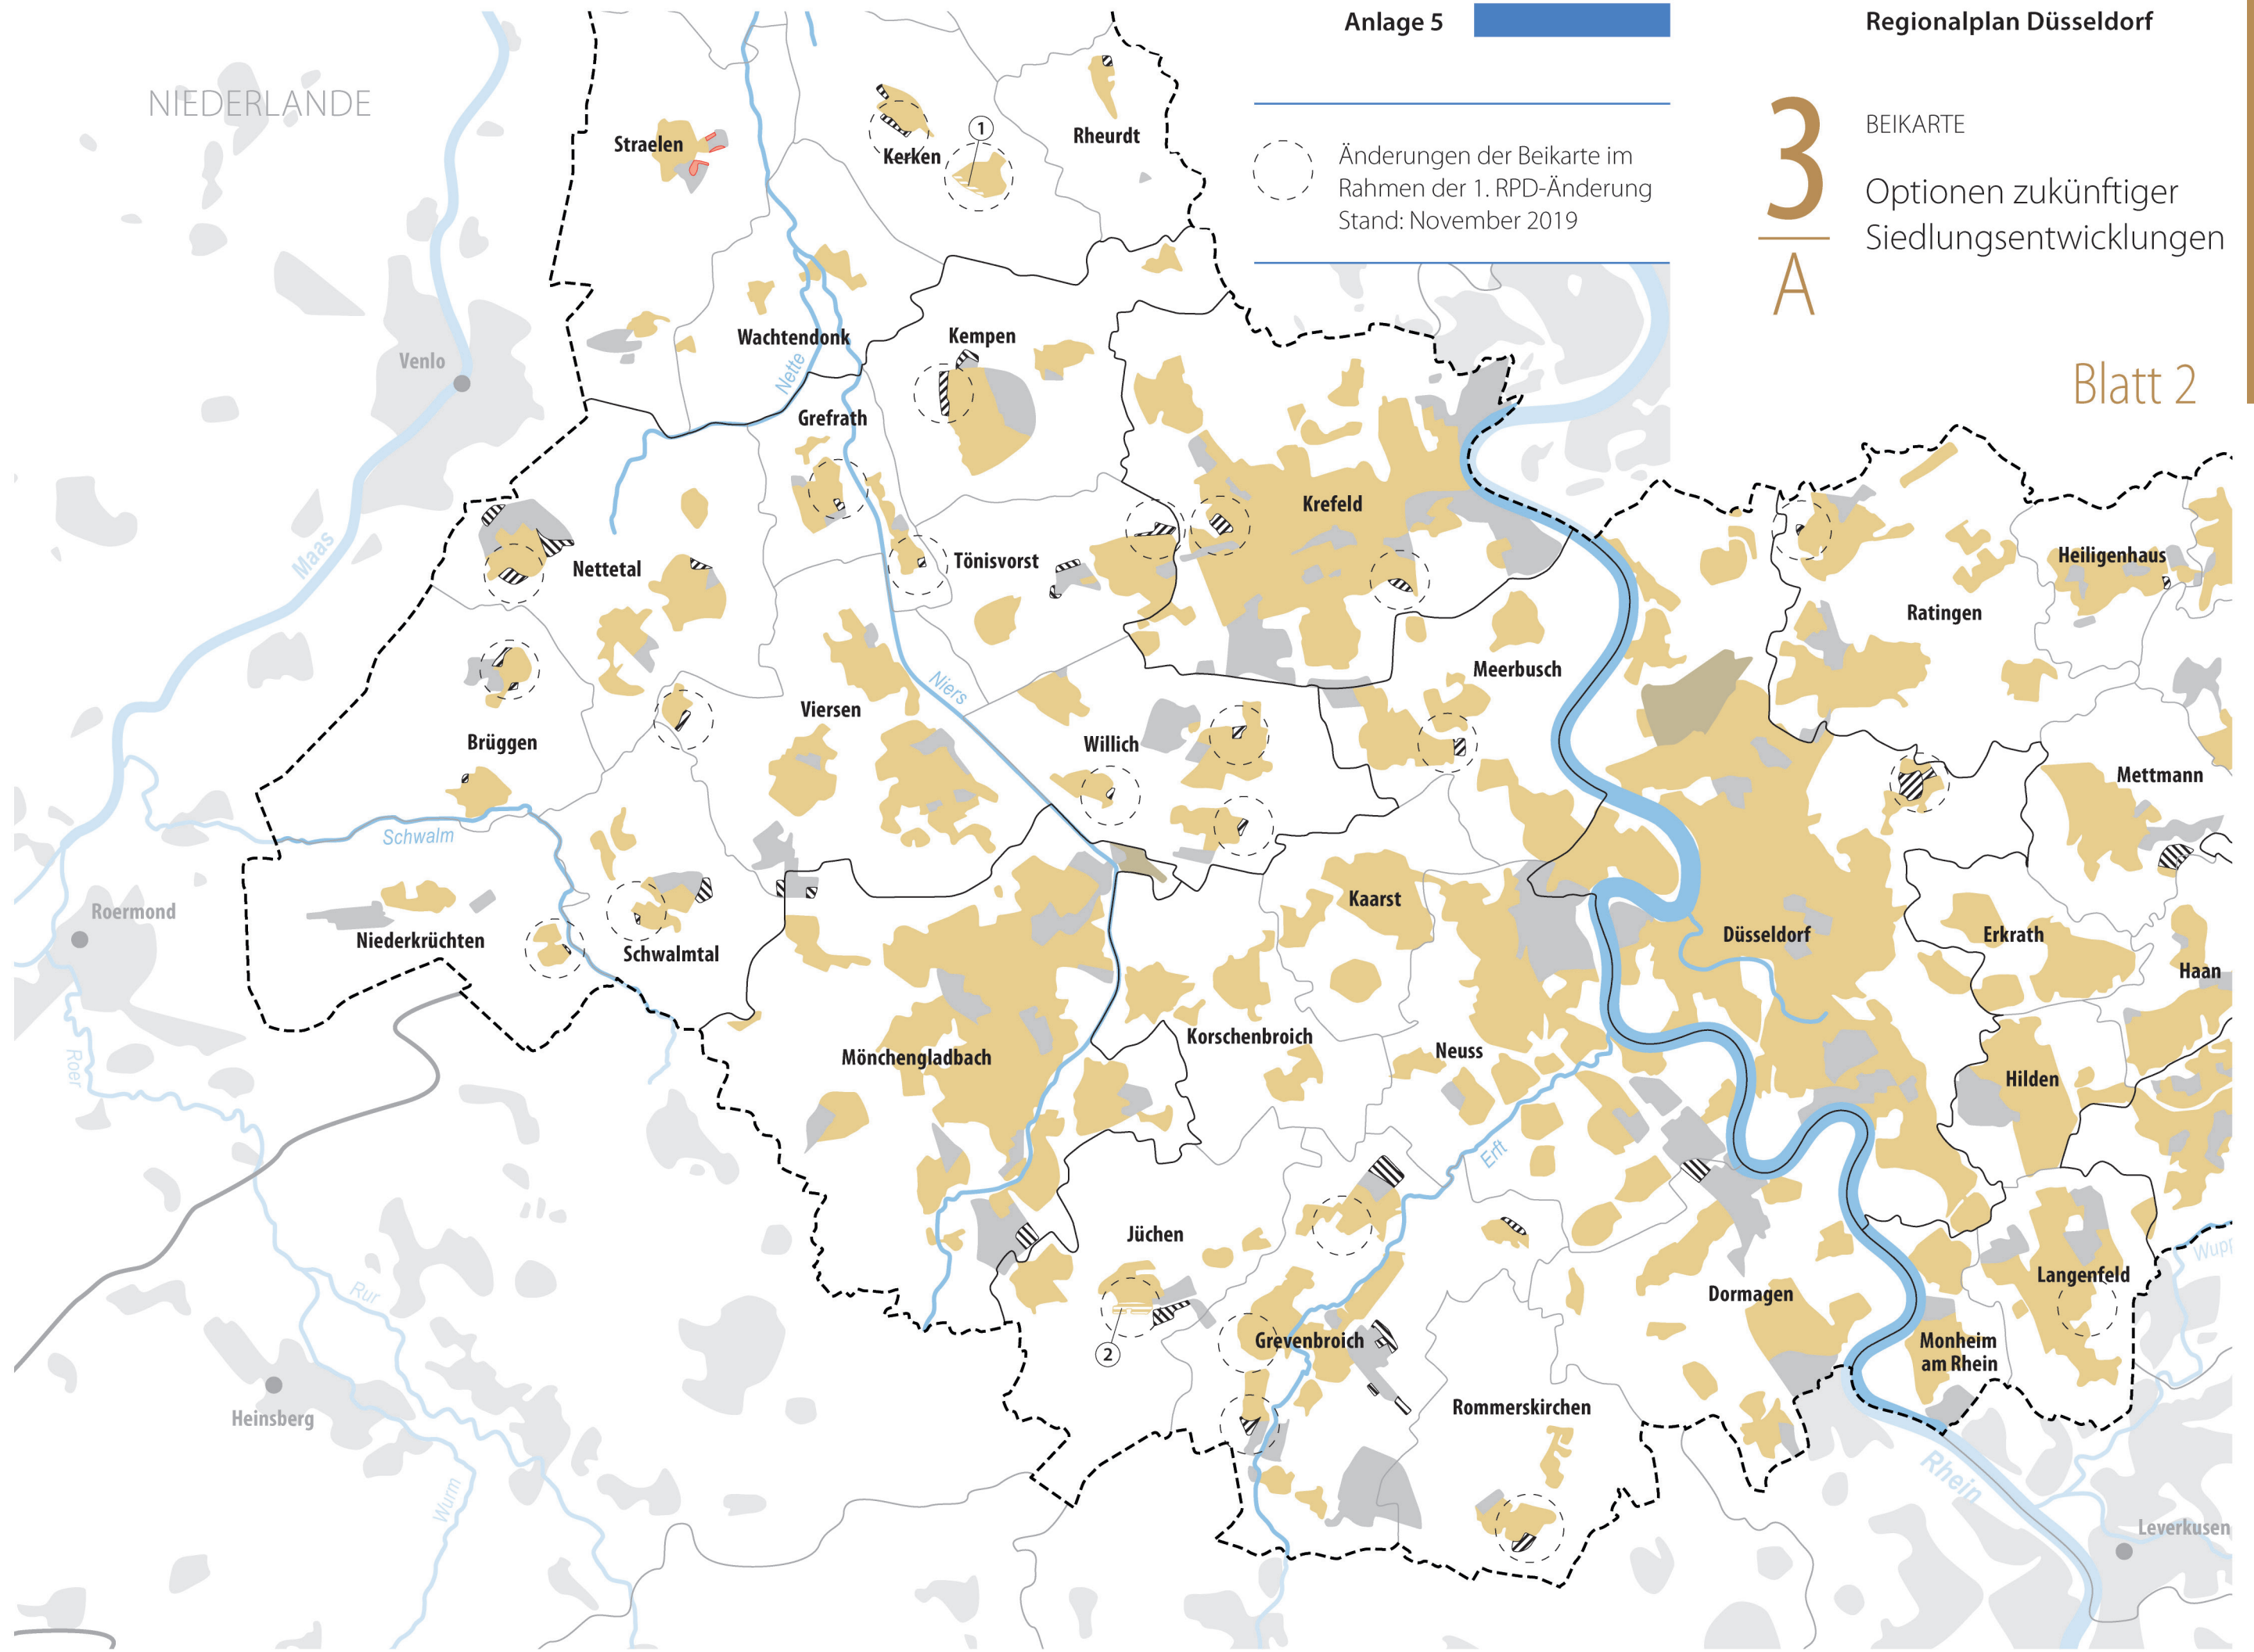 Anlage 5
Regionalplan Düsseldorf
3
A
BEIKARTE
Optionen zukünftiger
Siedlungsentwicklungen
Blatt 2
Änderungen der Beikarte im
Rahmen der 1. RPD-Änderung
Stand: November 2019
NIEDERLANDE
Straelen
Kerken
1
Rheurdt
Venlo
Wachtendonk
Kempen
Nette
Grefrath
Krefeld
Maas
Nettetal
Tönisvorst
Heiligenhaus
Ratingen
Meerbusch
Niers
Viersen
Brüggen
Willich
Mettmann
Schwalm
Roermond
Kaarst
Niederkrüchten
Schwalmtal
Düsseldorf
Erkrath
Haan
Korschenbroich
Neuss
Mönchengladbach
Roer
Hilden
Erft
Jüchen
Wupp
Rur
Langenfeld
Dormagen
2
Grevenbroich
Monheim
am Rhein
Heinsberg
Rommerskirchen
Wurm
Rhein
Leverkusen